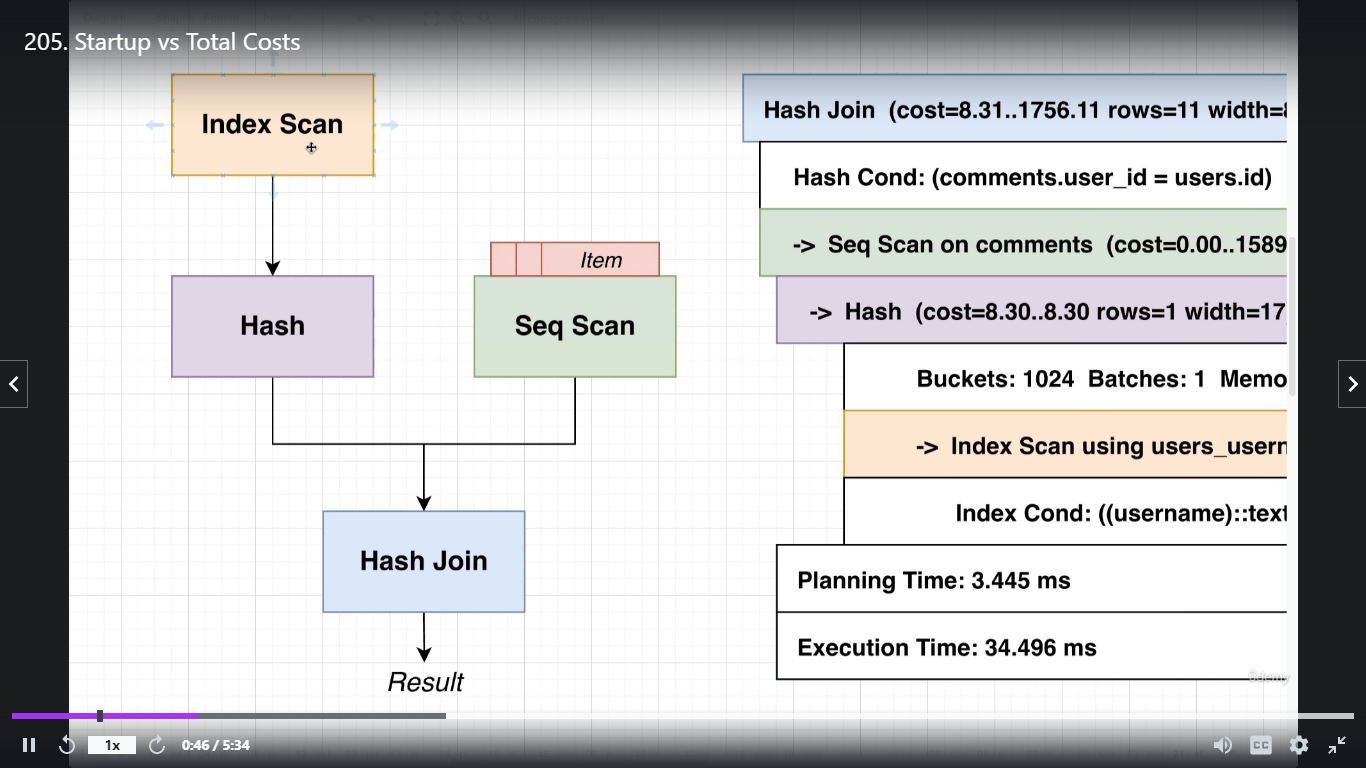 205. Startup vs Total Costs
Index Scan
Hash
Item
Seq Scan
Hash Join
Result
Hash Join (cost=8.31..1756.11 rows=11 width=8
Hash Cond: (comments.user_id = users.id)
-> Seq Scan on comments (cost=0.00..1589
-> Hash (cost=8.30..8.30 rows=1 width=17
Buckets: 1024 Batches: 1 Memo
-> Index Scan using users_usern
Index Cond: ((username)::text
Planning Time: 3.445 ms
Execution Time: 34.496 ms
ûdemy
1x
0:46 / 5:34
CC